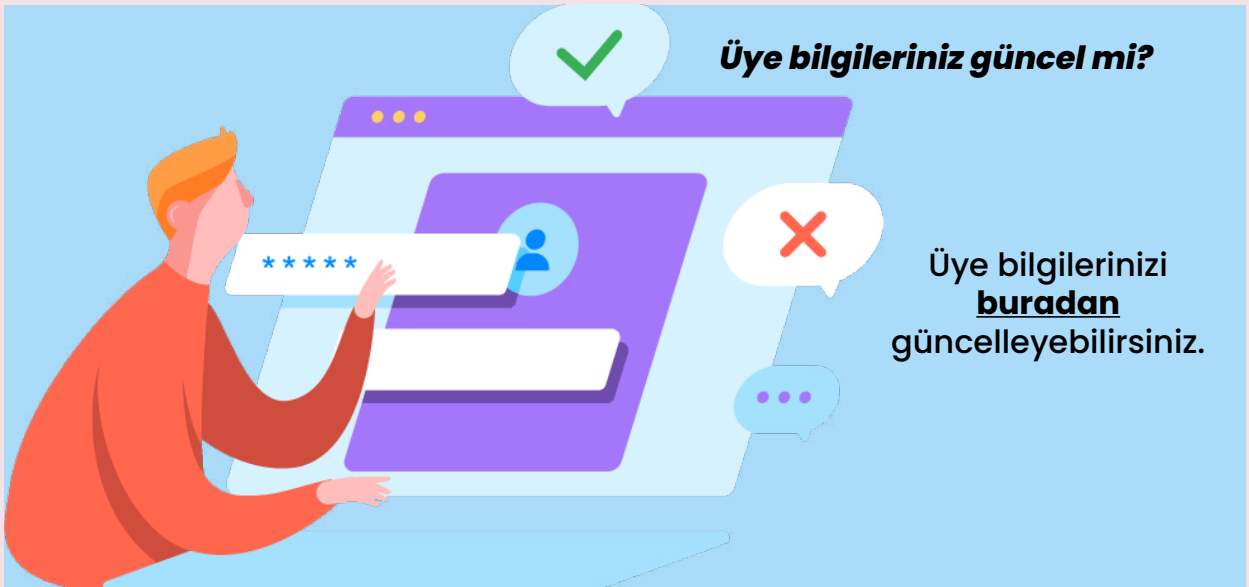 Üye bilgileriniz güncel mi?
*****
Üye bilgilerinizi
buradan
güncelleyebilirsiniz.